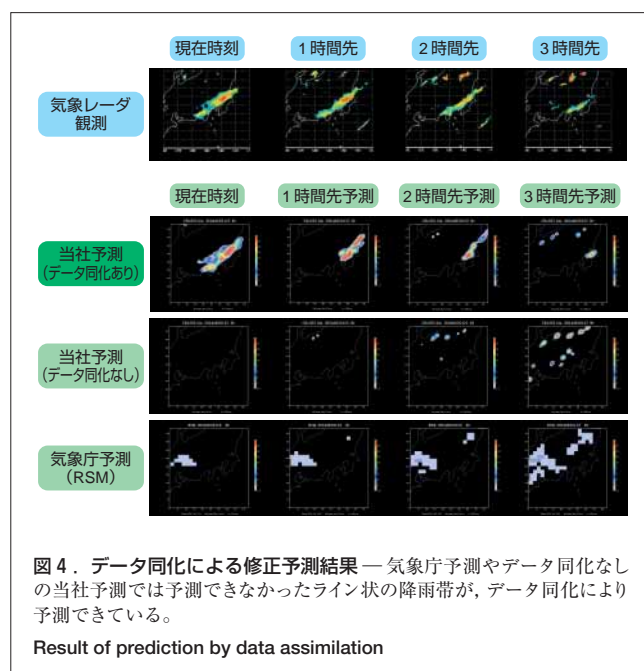 現在時刻 1時間先 2時間先 3時間先
気象レーダ
観測
現在時刻 1時間先予測 2時間先予測 3時間先予測
当社予測
(データ同化あり)
当社予測
(データ同化なし)
気象庁予測
(RSM)
図4．データ同化による修正予測結果 — 気象庁予測やデータ同化なし
の当社予測では予測できなかったライン状の降雨帯が，データ同化により
予測できている。
Result of prediction by data assimilation